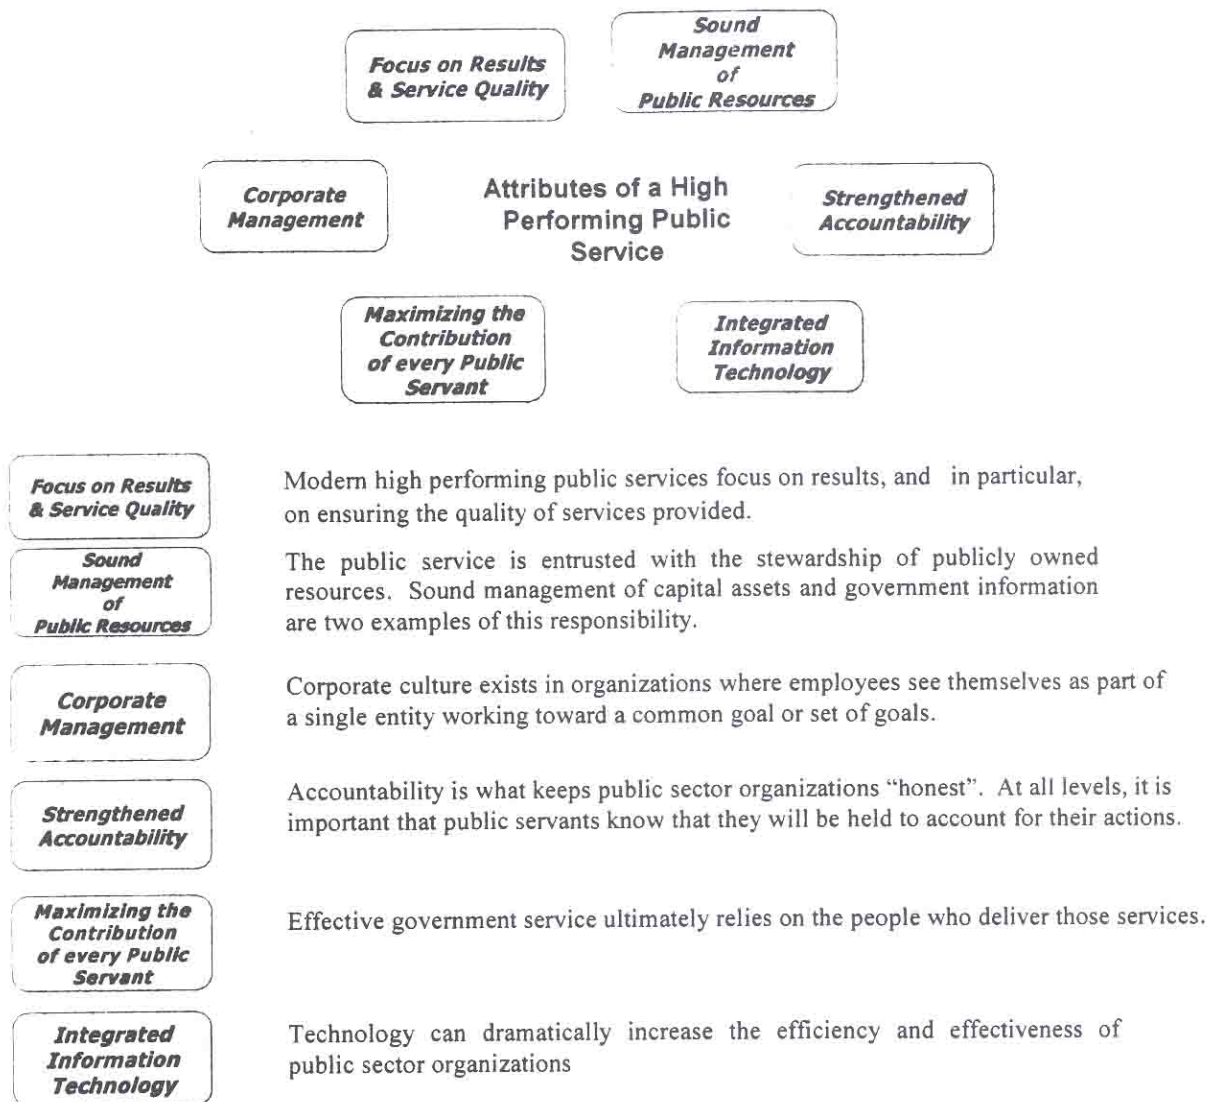 Focus on Results
& Service Quality
Sound
Management
of
Public Resources
Corporate
Management
Attributes of a High
Performing Public
Service
Strengthened
Accountability
Maximizing the
Contribution
of every Public
Servant
Integrated
Information
Technology
Focus on Results
& Service Quality
Modern high performing public services focus on results, and in particular,
on ensuring the quality of services provided.
Sound
Management
of
Public Resources
The public service is entrusted with the stewardship of publicly owned
resources. Sound management of capital assets and government information
are two examples of this responsibility.
Corporate
Management
Corporate culture exists in organizations where employees see themselves as part of
a single entity working toward a common goal or set of goals.
Strengthened
Accountability
Accountability is what keeps public sector organizations “honest”. At all levels, it is
important that public servants know that they will be held to account for their actions.
Maximizing the
Contribution
of every Public
Servant
Effective government service ultimately relies on the people who deliver those services.
Integrated
Information
Technology
Technology can dramatically increase the efficiency and effectiveness of
public sector organizations